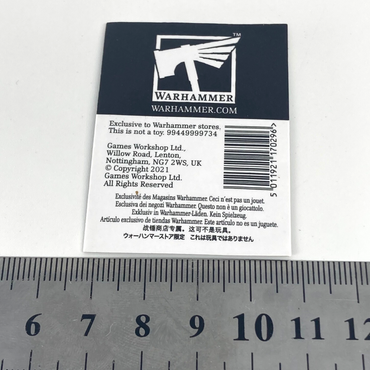 ™
WARHAMMER
WARHAMMER.COM
Exclusive to Warhammer stores.
This is not a toy. 99449999734
Games Workshop Ltd.,
Willow Road, Lenton,
Nottingham, NG7 2WS, UK
© Copyright 2021
Games Workshop Ltd.
All Rights Reserved
5 011921 170296
Exclusivité des Magasins Warhammer. Ceci n'est pas un jouet.
Esclusiva dei negozi Warhammer. Questo non è un giocattolo.
Exklusiv in Warhammer-Läden. Kein Spielzeug.
Artículo exclusivo de tiendas Warhammer. Este artículo no es un juguete.
战锤商店专属。这可不是玩具。
ウォーハンマーストア限定 これは玩具ではありません
6 7 8 9 10 11 12